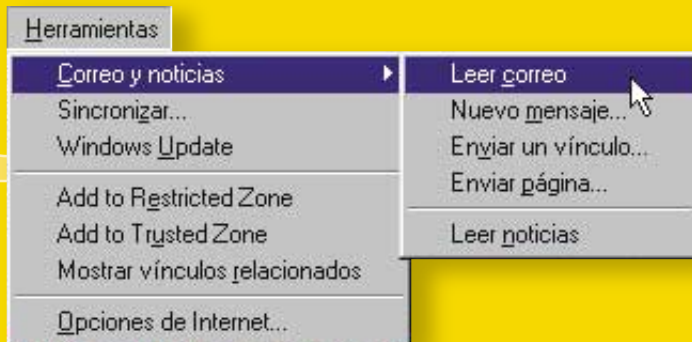 Herramientas
Correo y noticias
Sincronizar...
Windows Update
Add to Restricted Zone
Add to Trusted Zone
Mostrar vínculos relacionados
Opciones de Internet...
Leer correo
Nuevo mensaje...
Enviar un vínculo...
Enviar página...
Leer noticias